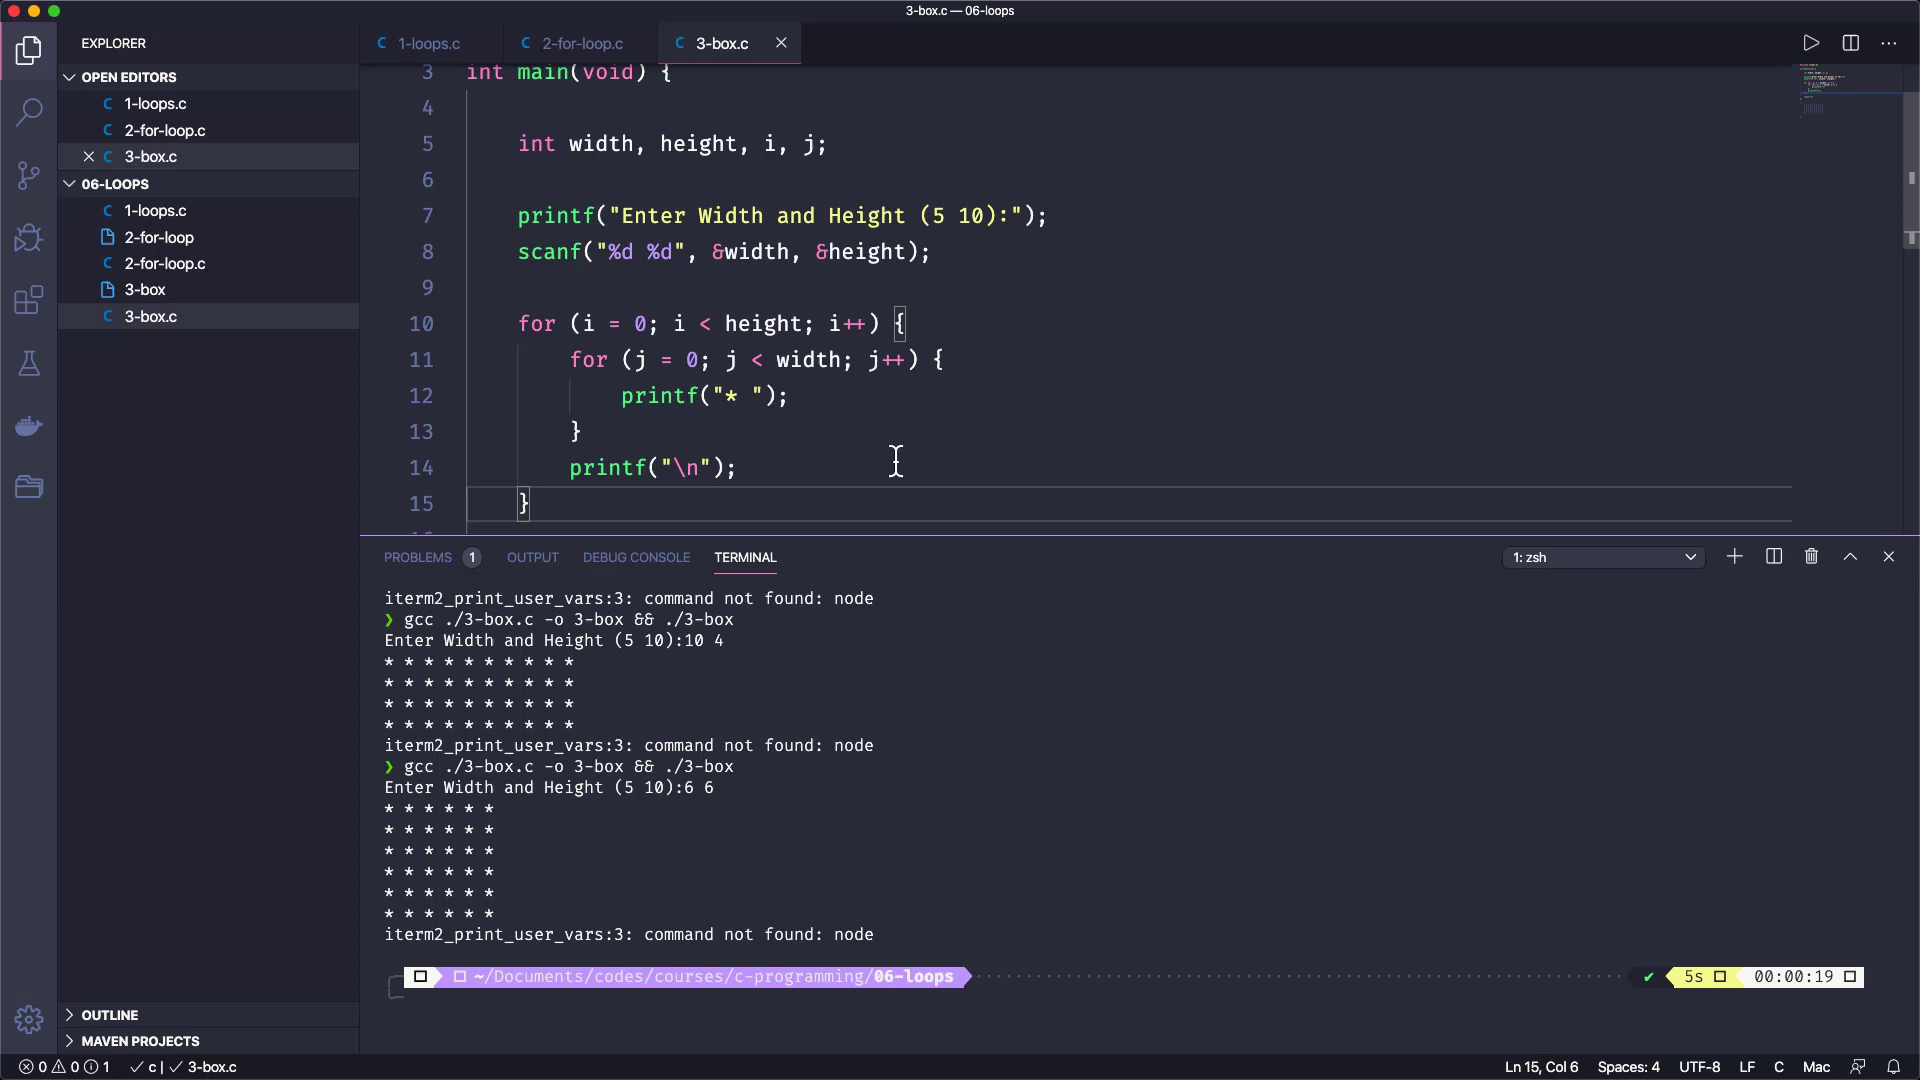 3-box.c — 06-loops
EXPLORER
OPEN EDITORS
1-loops.c
2-for-loop.c
3-box.c
06-LOOPS
1-loops.c
2-for-loop
2-for-loop.c
3-box
3-box.c
OUTLINE
MAVEN PROJECTS
C 1-loops.c C 2-for-loop.c C 3-box.c
3 int main(void) {
4
5 int width, height, i, j;
6
7 printf("Enter Width and Height (5 10):");
8 scanf("%d %d", &width, &height);
9
10 for (i = 0; i < height; i++) {
11 for (j = 0; j < width; j++) {
12 printf("* ");
13 }
14 printf("\n");
15 }
PROBLEMS 1 OUTPUT DEBUG CONSOLE TERMINAL 1: zsh
iterm2_print_user_vars:3: command not found: node
❯ gcc ./3-box.c -o 3-box && ./3-box
Enter Width and Height (5 10):10 4
* * * * * * * * * *
* * * * * * * * * *
* * * * * * * * * *
* * * * * * * * * *
iterm2_print_user_vars:3: command not found: node
❯ gcc ./3-box.c -o 3-box && ./3-box
Enter Width and Height (5 10):6 6
* * * * * *
* * * * * *
* * * * * *
* * * * * *
* * * * * *
* * * * * *
iterm2_print_user_vars:3: command not found: node
~/Documents/codes/courses/c-programming/06-loops ✔ 5s 00:00:19
0 0 1 ✓ c | ✓ 3-box.c Ln 15, Col 6 Spaces: 4 UTF-8 LF C Mac